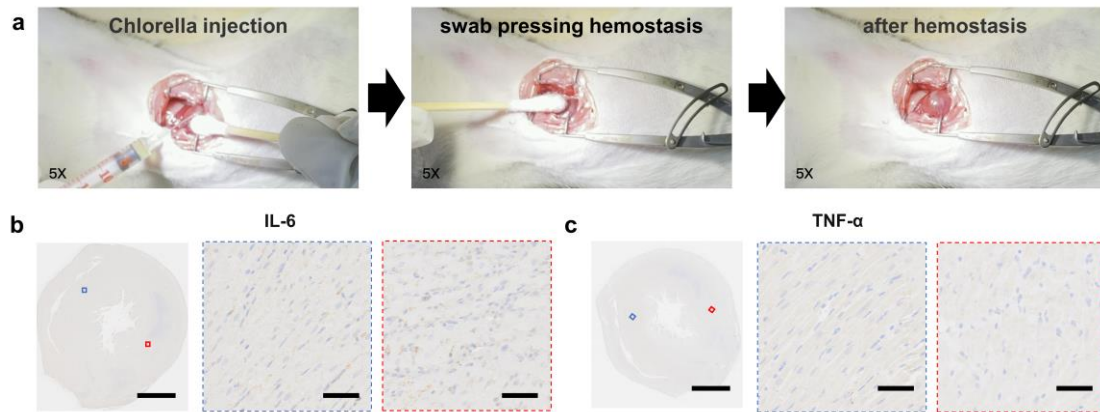 a
Chlorella injection
swab pressing hemostasis
after hemostasis
5X
5X
5X
b
IL-6
c
TNF-α